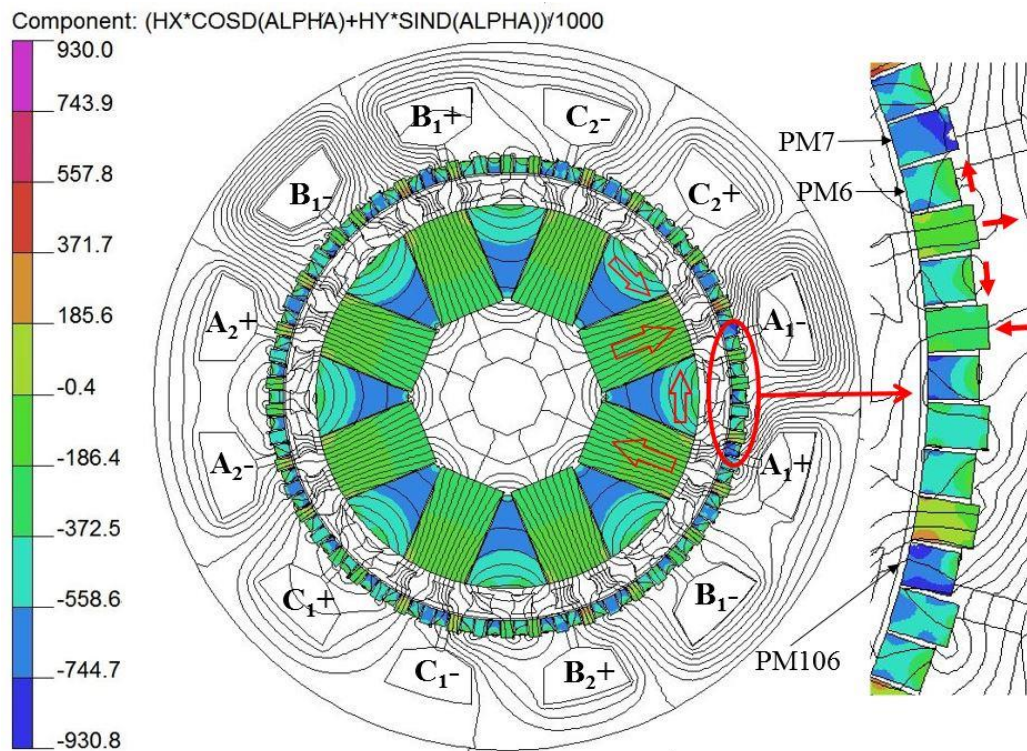 Component: (HX*COSD(ALPHA)+HY*SIND(ALPHA))/1000
930.0
743.9
557.8
371.7
185.6
-0.4
-186.4
-372.5
-558.6
-744.7
-930.8
B₁+
C₂-
B₁-
C₂+
A₂+
A₁-
A₂-
A₁+
C₁+
B₁-
C₁-
B₂+
PM7
PM6
PM106